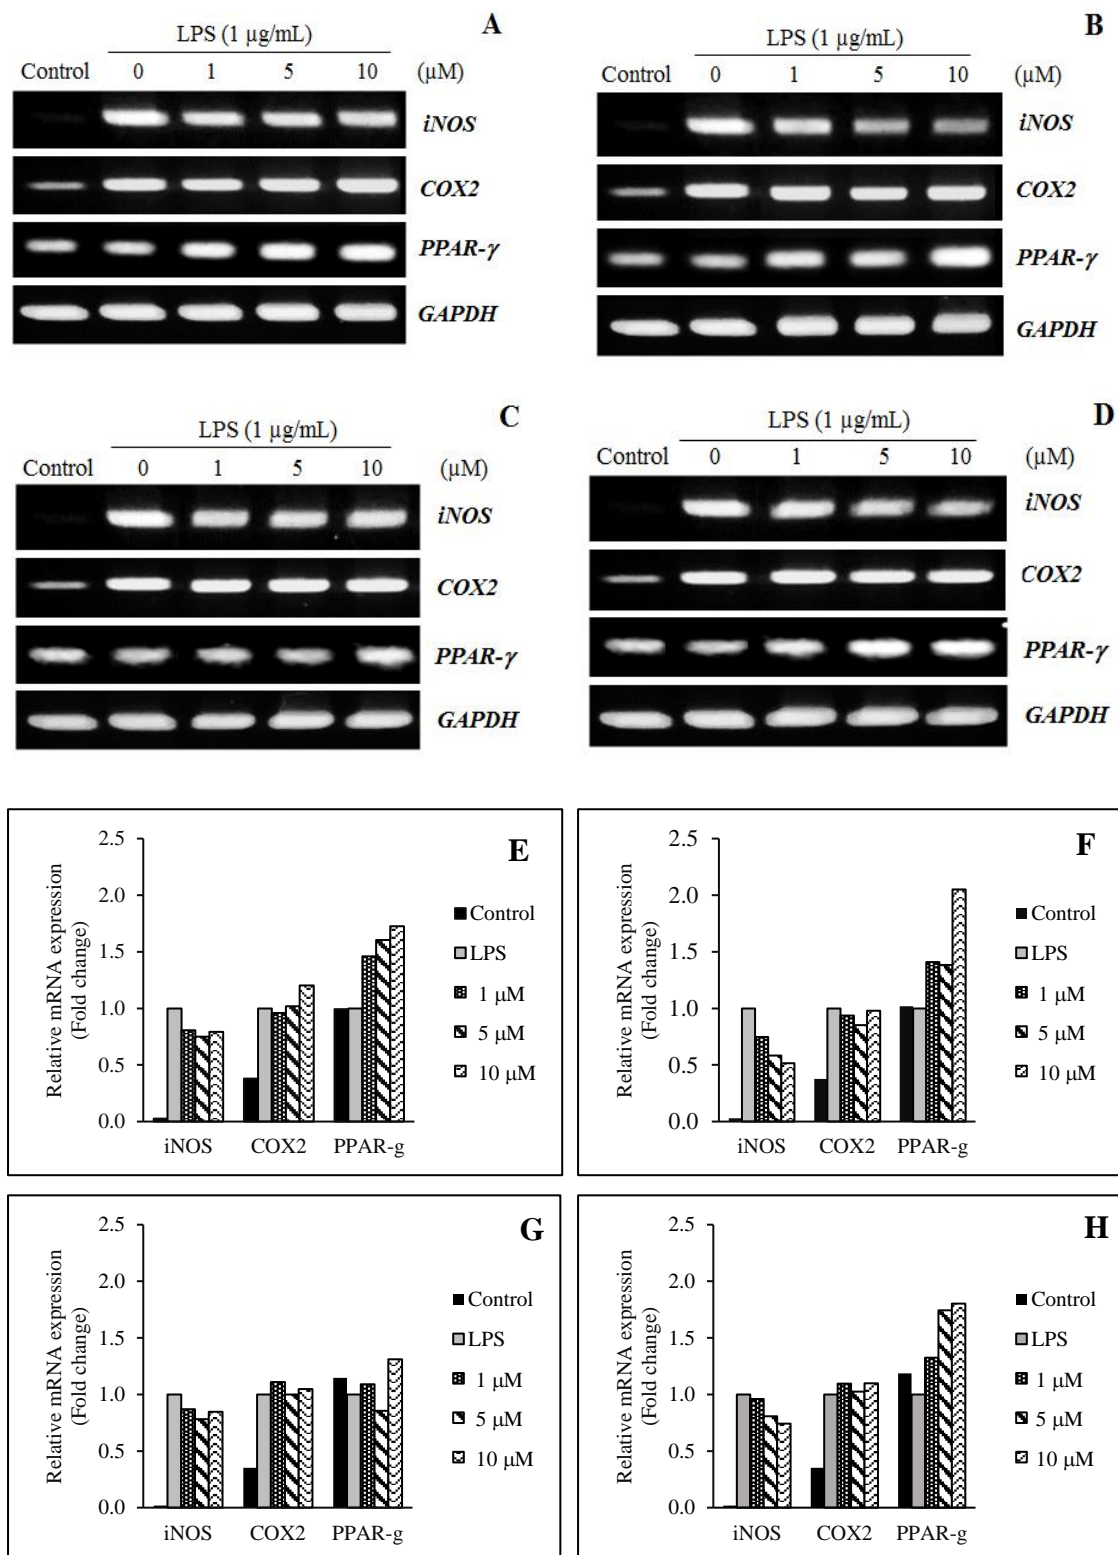 A
LPS (1 µg/mL)
Control 0 1 5 10 (µM)
iNOS
COX2
PPAR-γ
GAPDH
B
LPS (1 µg/mL)
Control 0 1 5 10 (µM)
iNOS
COX2
PPAR-γ
GAPDH
C
LPS (1 µg/mL)
Control 0 1 5 10 (µM)
iNOS
COX2
PPAR-γ
GAPDH
D
LPS (1 µg/mL)
Control 0 1 5 10 (µM)
iNOS
COX2
PPAR-γ
GAPDH
E
Relative mRNA expression
(Fold change)
2.5
2.0
1.5
1.0
0.5
0.0
iNOS COX2 PPAR-g
Control
LPS
1 µM
5 µM
10 µM
F
Relative mRNA expression
(Fold change)
2.5
2.0
1.5
1.0
0.5
0.0
iNOS COX2 PPAR-g
Control
LPS
1 µM
5 µM
10 µM
G
Relative mRNA expression
(Fold change)
2.5
2.0
1.5
1.0
0.5
0.0
iNOS COX2 PPAR-g
Control
LPS
1 µM
5 µM
10 µM
H
Relative mRNA expression
(Fold change)
2.5
2.0
1.5
1.0
0.5
0.0
iNOS COX2 PPAR-g
Control
LPS
1 µM
5 µM
10 µM